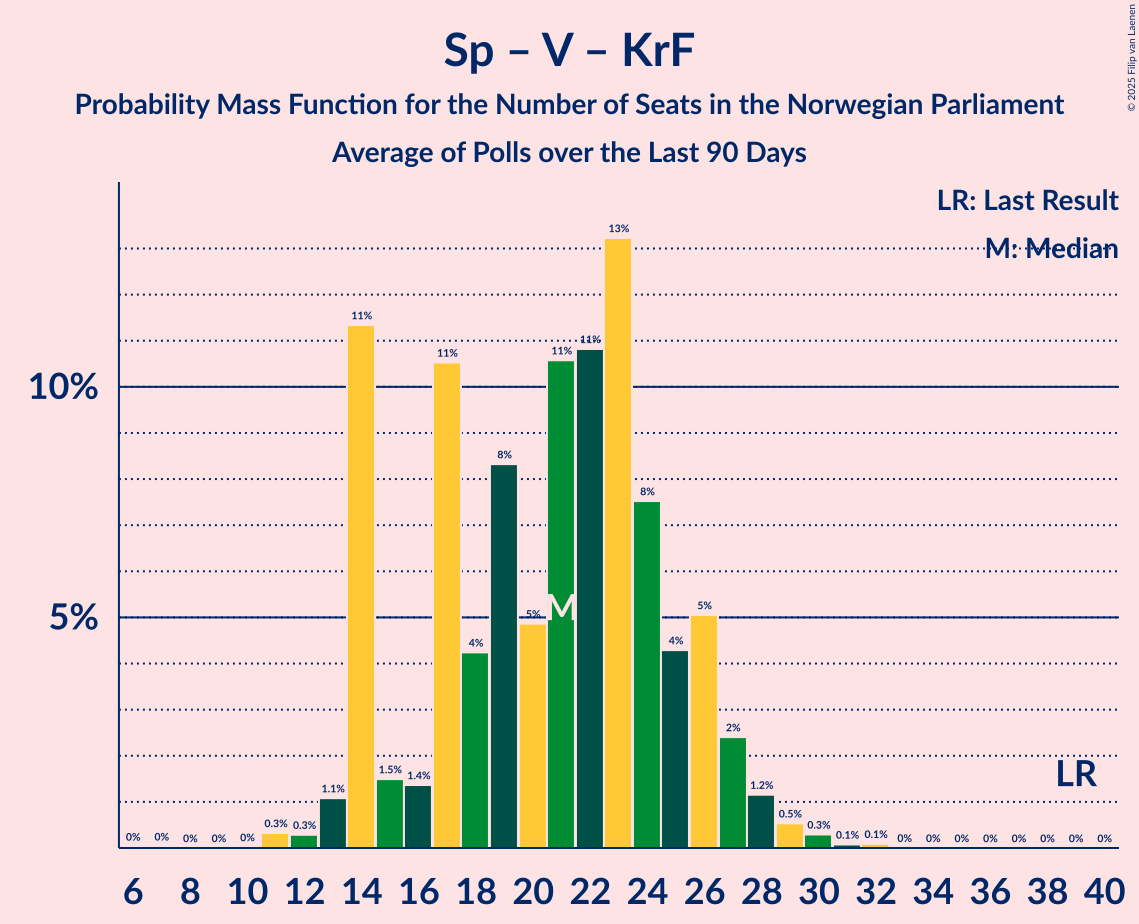 Sp – V – KrF
Probability Mass Function for the Number of Seats in the Norwegian Parliament
Average of Polls over the Last 90 Days
© 2025 Filip van Laenen
LR: Last Result
M: Median
10%
5%
0% 0% 0% 0% 0% 0.3% 0.3% 1.1% 11% 1.5% 1.4% 11% 4% 8% 5% 11% 11% 13% 8% 4% 5% 2% 1.2% 0.5% 0.3% 0.1% 0.1% 0% 0% 0% 0% 0% 0% 0% 0%
M
LR
6 8 10 12 14 16 18 20 22 24 26 28 30 32 34 36 38 40